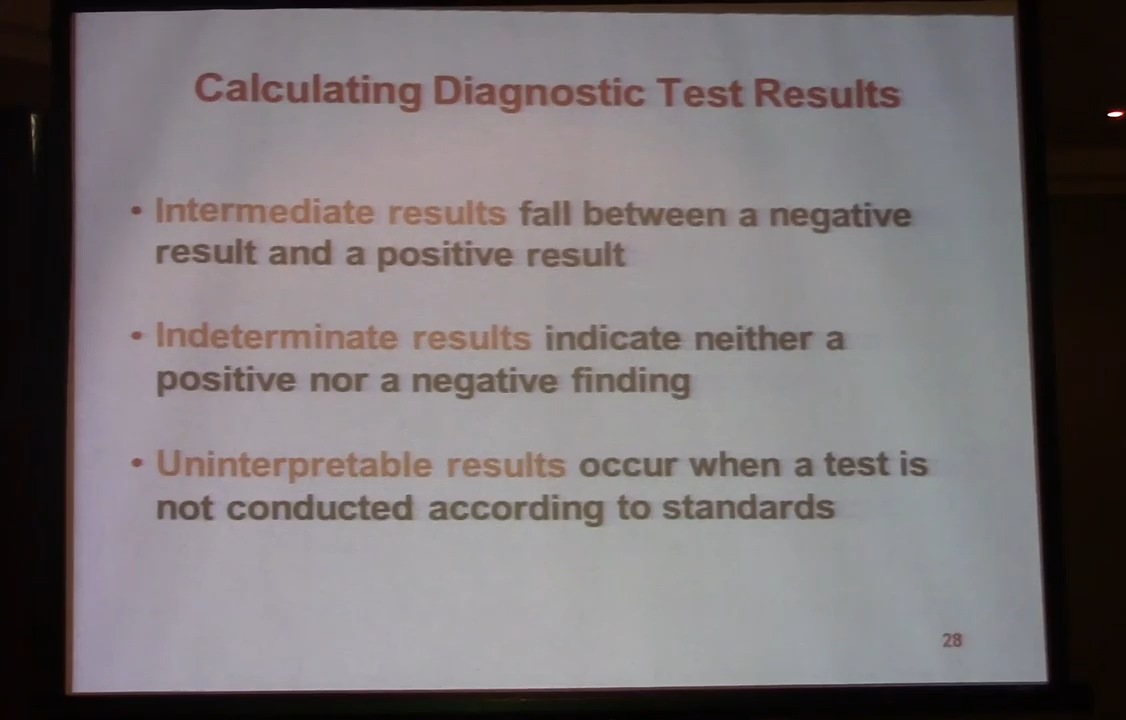 Calculating Diagnostic Test Results
• Intermediate results fall between a negative
result and a positive result
• Indeterminate results indicate neither a
positive nor a negative finding
• Uninterpretable results occur when a test is
not conducted according to standards
28